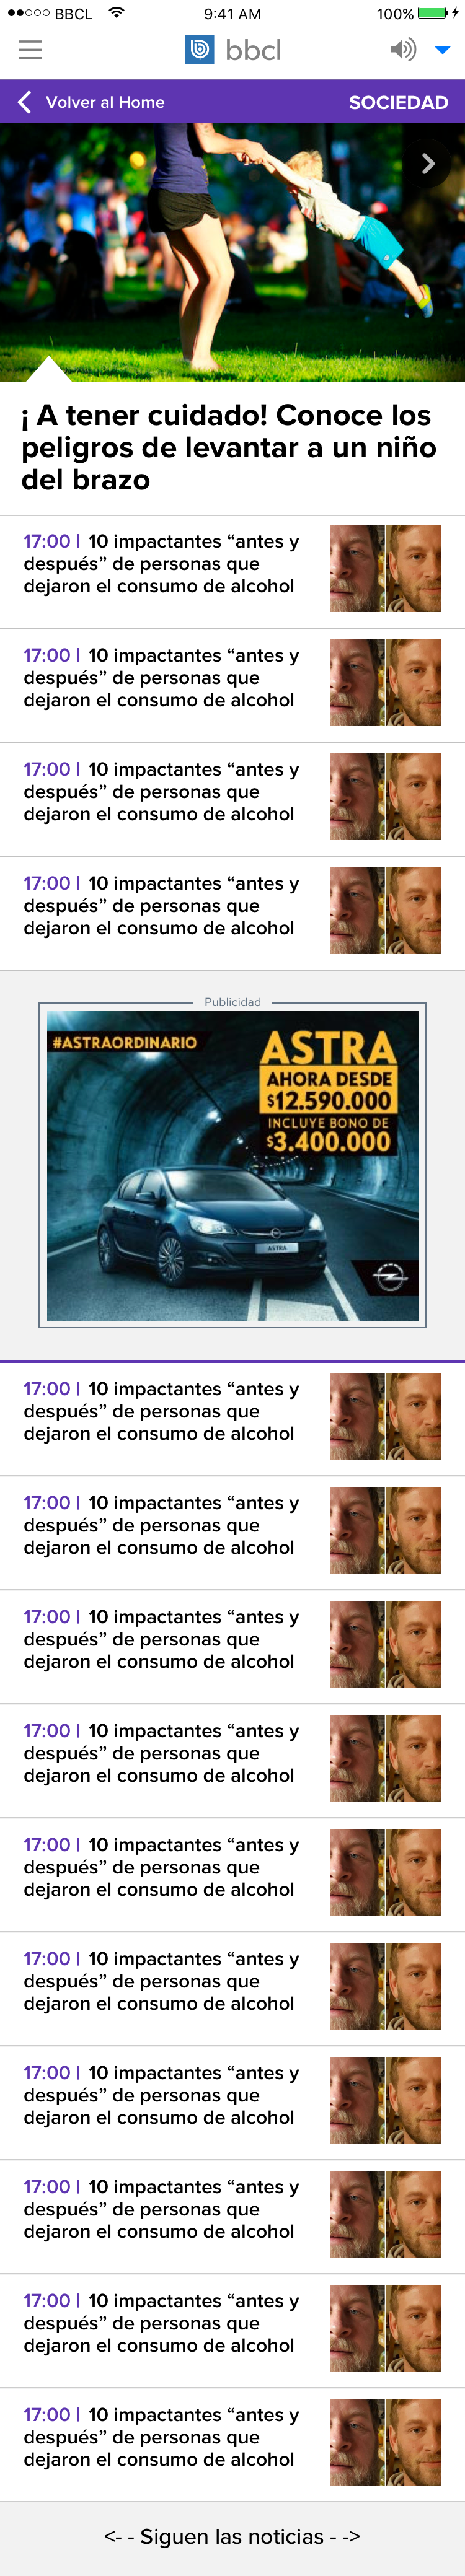 BBCL
9:41 AM
100%
bbcl
Volver al Home
SOCIEDAD
¡ A tener cuidado! Conoce los
peligros de levantar a un niño
del brazo
17:00 | 10 impactantes “antes y
después” de personas que
dejaron el consumo de alcohol
17:00 | 10 impactantes “antes y
después” de personas que
dejaron el consumo de alcohol
17:00 | 10 impactantes “antes y
después” de personas que
dejaron el consumo de alcohol
17:00 | 10 impactantes “antes y
después” de personas que
dejaron el consumo de alcohol
Publicidad
#ASTRAORDINARIO
ASTRA
AHORA DESDE
$12.590.000
INCLUYE BONO DE
$3.400.000
ASTRA
17:00 | 10 impactantes “antes y
después” de personas que
dejaron el consumo de alcohol
17:00 | 10 impactantes “antes y
después” de personas que
dejaron el consumo de alcohol
17:00 | 10 impactantes “antes y
después” de personas que
dejaron el consumo de alcohol
17:00 | 10 impactantes “antes y
después” de personas que
dejaron el consumo de alcohol
17:00 | 10 impactantes “antes y
después” de personas que
dejaron el consumo de alcohol
17:00 | 10 impactantes “antes y
después” de personas que
dejaron el consumo de alcohol
17:00 | 10 impactantes “antes y
después” de personas que
dejaron el consumo de alcohol
17:00 | 10 impactantes “antes y
después” de personas que
dejaron el consumo de alcohol
17:00 | 10 impactantes “antes y
después” de personas que
dejaron el consumo de alcohol
17:00 | 10 impactantes “antes y
después” de personas que
dejaron el consumo de alcohol
<- - Siguen las noticias - ->